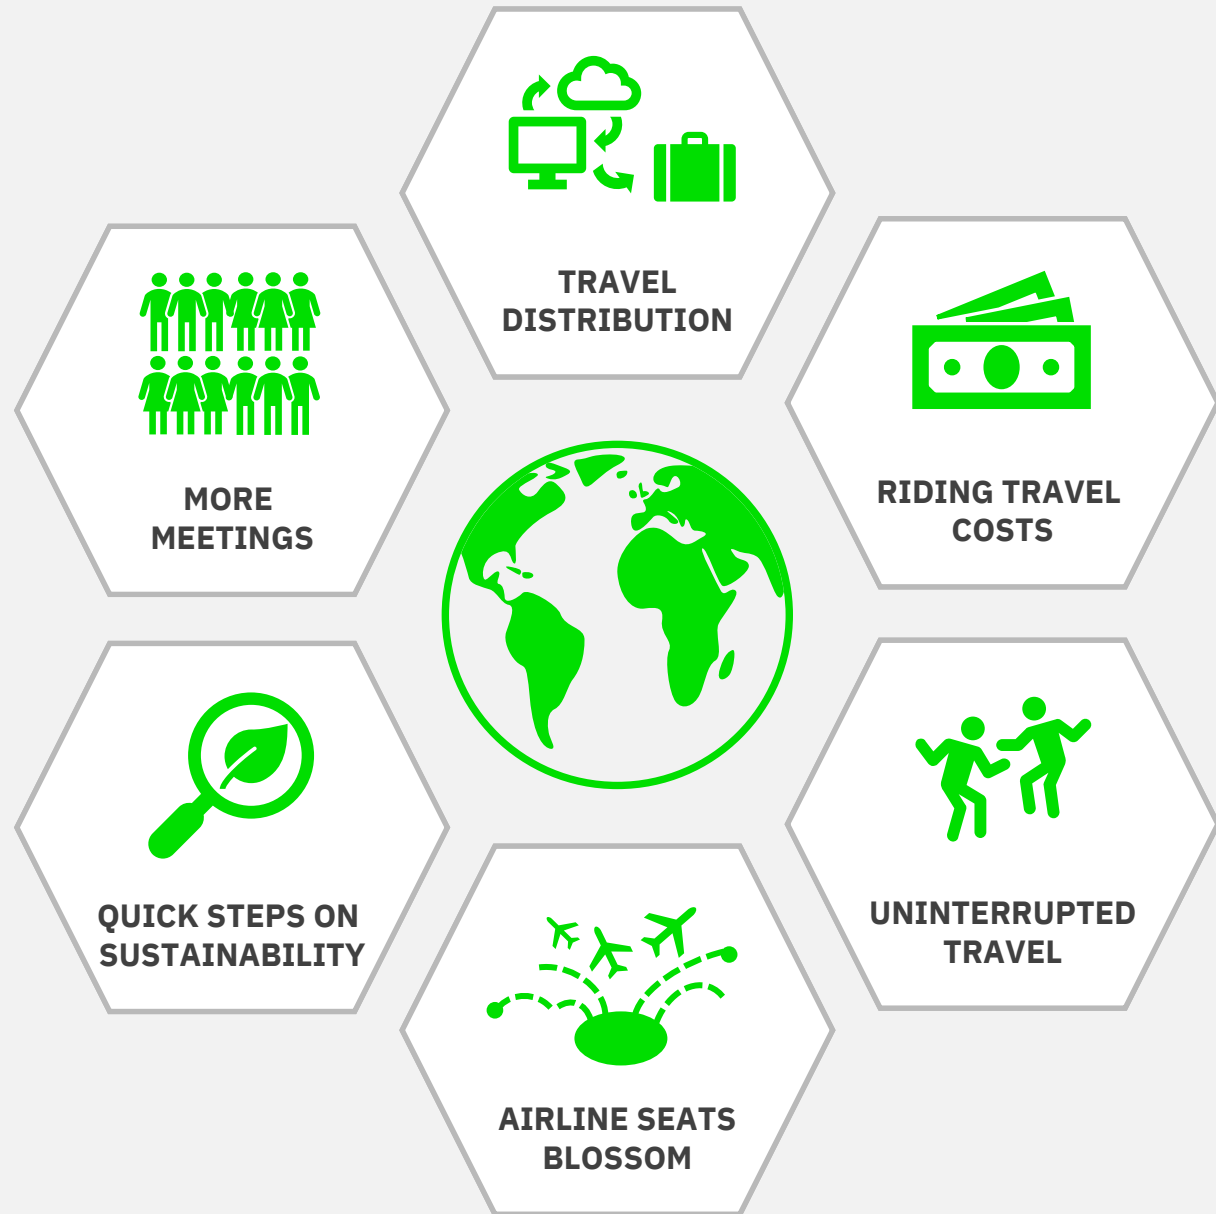 TRAVEL
DISTRIBUTION
MORE
MEETINGS
RIDING TRAVEL
COSTS
QUICK STEPS ON
SUSTAINABILITY
UNINTERRUPTED
TRAVEL
AIRLINE SEATS
BLOSSOM